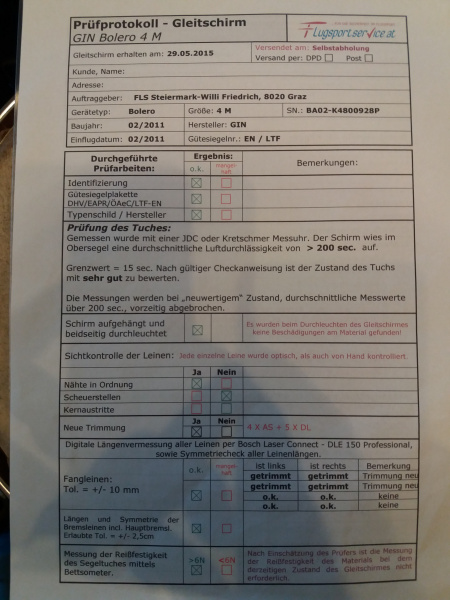 Prüfprotokoll - Gleitschirm
GIN Bolero 4 M
Flugsportservice.at
Gleitschirm erhalten am: 29.05.2015
Versendet am: Selbstabholung
Versand per: DPD ☐ Post ☐
Kunde, Name:
Adresse:
Auftraggeber: FLS Steiermark-Willi Friedrich, 8020 Graz
Gerätetyp: Bolero Größe: 4 M SN.: BA02-K4800928P
Baujahr: 02/2011 Hersteller: GIN
Einflugdatum: 02/2011 Gütesiegelnr.: EN / LTF
Durchgeführte Prüfarbeiten:
Ergebnis:
o.k. mangel-haft
Bemerkungen:
Identifizierung ☒ ☐
Gütesiegelplakette
DHV/EAPR/ÖAeC/LTF-EN ☒ ☐
Typenschild / Hersteller ☒ ☐
Prüfung des Tuches:
Gemessen wurde mit einer JDC oder Kretschmer Messuhr. Der Schirm wies im
Obersegel eine durchschnittliche Luftdurchlässigkeit von > 200 sec. auf.
Grenzwert = 15 sec. Nach gültiger Checkanweisung ist der Zustand des Tuchs
mit sehr gut zu bewerten.
Die Messungen werden bei „neuwertigem" Zustand, durchschnittliche Messwerte
über 200 sec., vorzeitig abgebrochen.
Schirm aufgehängt und
beidseitig durchleuchtet ☒
Es wurden beim Durchleuchten des Gleitschirmes
keine Beschädigungen am Material gefunden!
Sichtkontrolle der Leinen: Jede einzelne Leine wurde optisch, als auch von Hand kontrolliert.
Ja Nein
Nähte in Ordnung ☒ ☐
Scheuerstellen ☐ ☒
Kernaustritte ☐ ☒
Ja Nein
Neue Trimmung ☒ ☐ 4 X AS + 5 X DL
Digitale Längenvermessung aller Leinen per Bosch Laser Connect - DLE 150 Professional,
sowie Symmetriecheck aller Leinenlängen.
Fangleinen:
Tol. = +/- 10 mm
o.k. mangel-haft
☒ ☐
ist links ist rechts Bemerkung
getrimmt getrimmt Trimmung neu
getrimmt getrimmt Trimmung neu
o.k. o.k. keine
o.k. o.k. keine
Längen und Symmetrie der
Bremsleinen incl. Hauptbremsl.
Erlaubte Tol. = +/- 2,5cm ☒ ☐
Messung der Reißfestigkeit
des Segeltuches mittels
Bettsometer.
>6N <6N
☒ ☐
Nach Einschätzung des Prüfers ist die Messung
der Reißfestigkeit des Materials bei dem
derzeitigen Zustand des Gleitschirmes nicht
erforderlich.